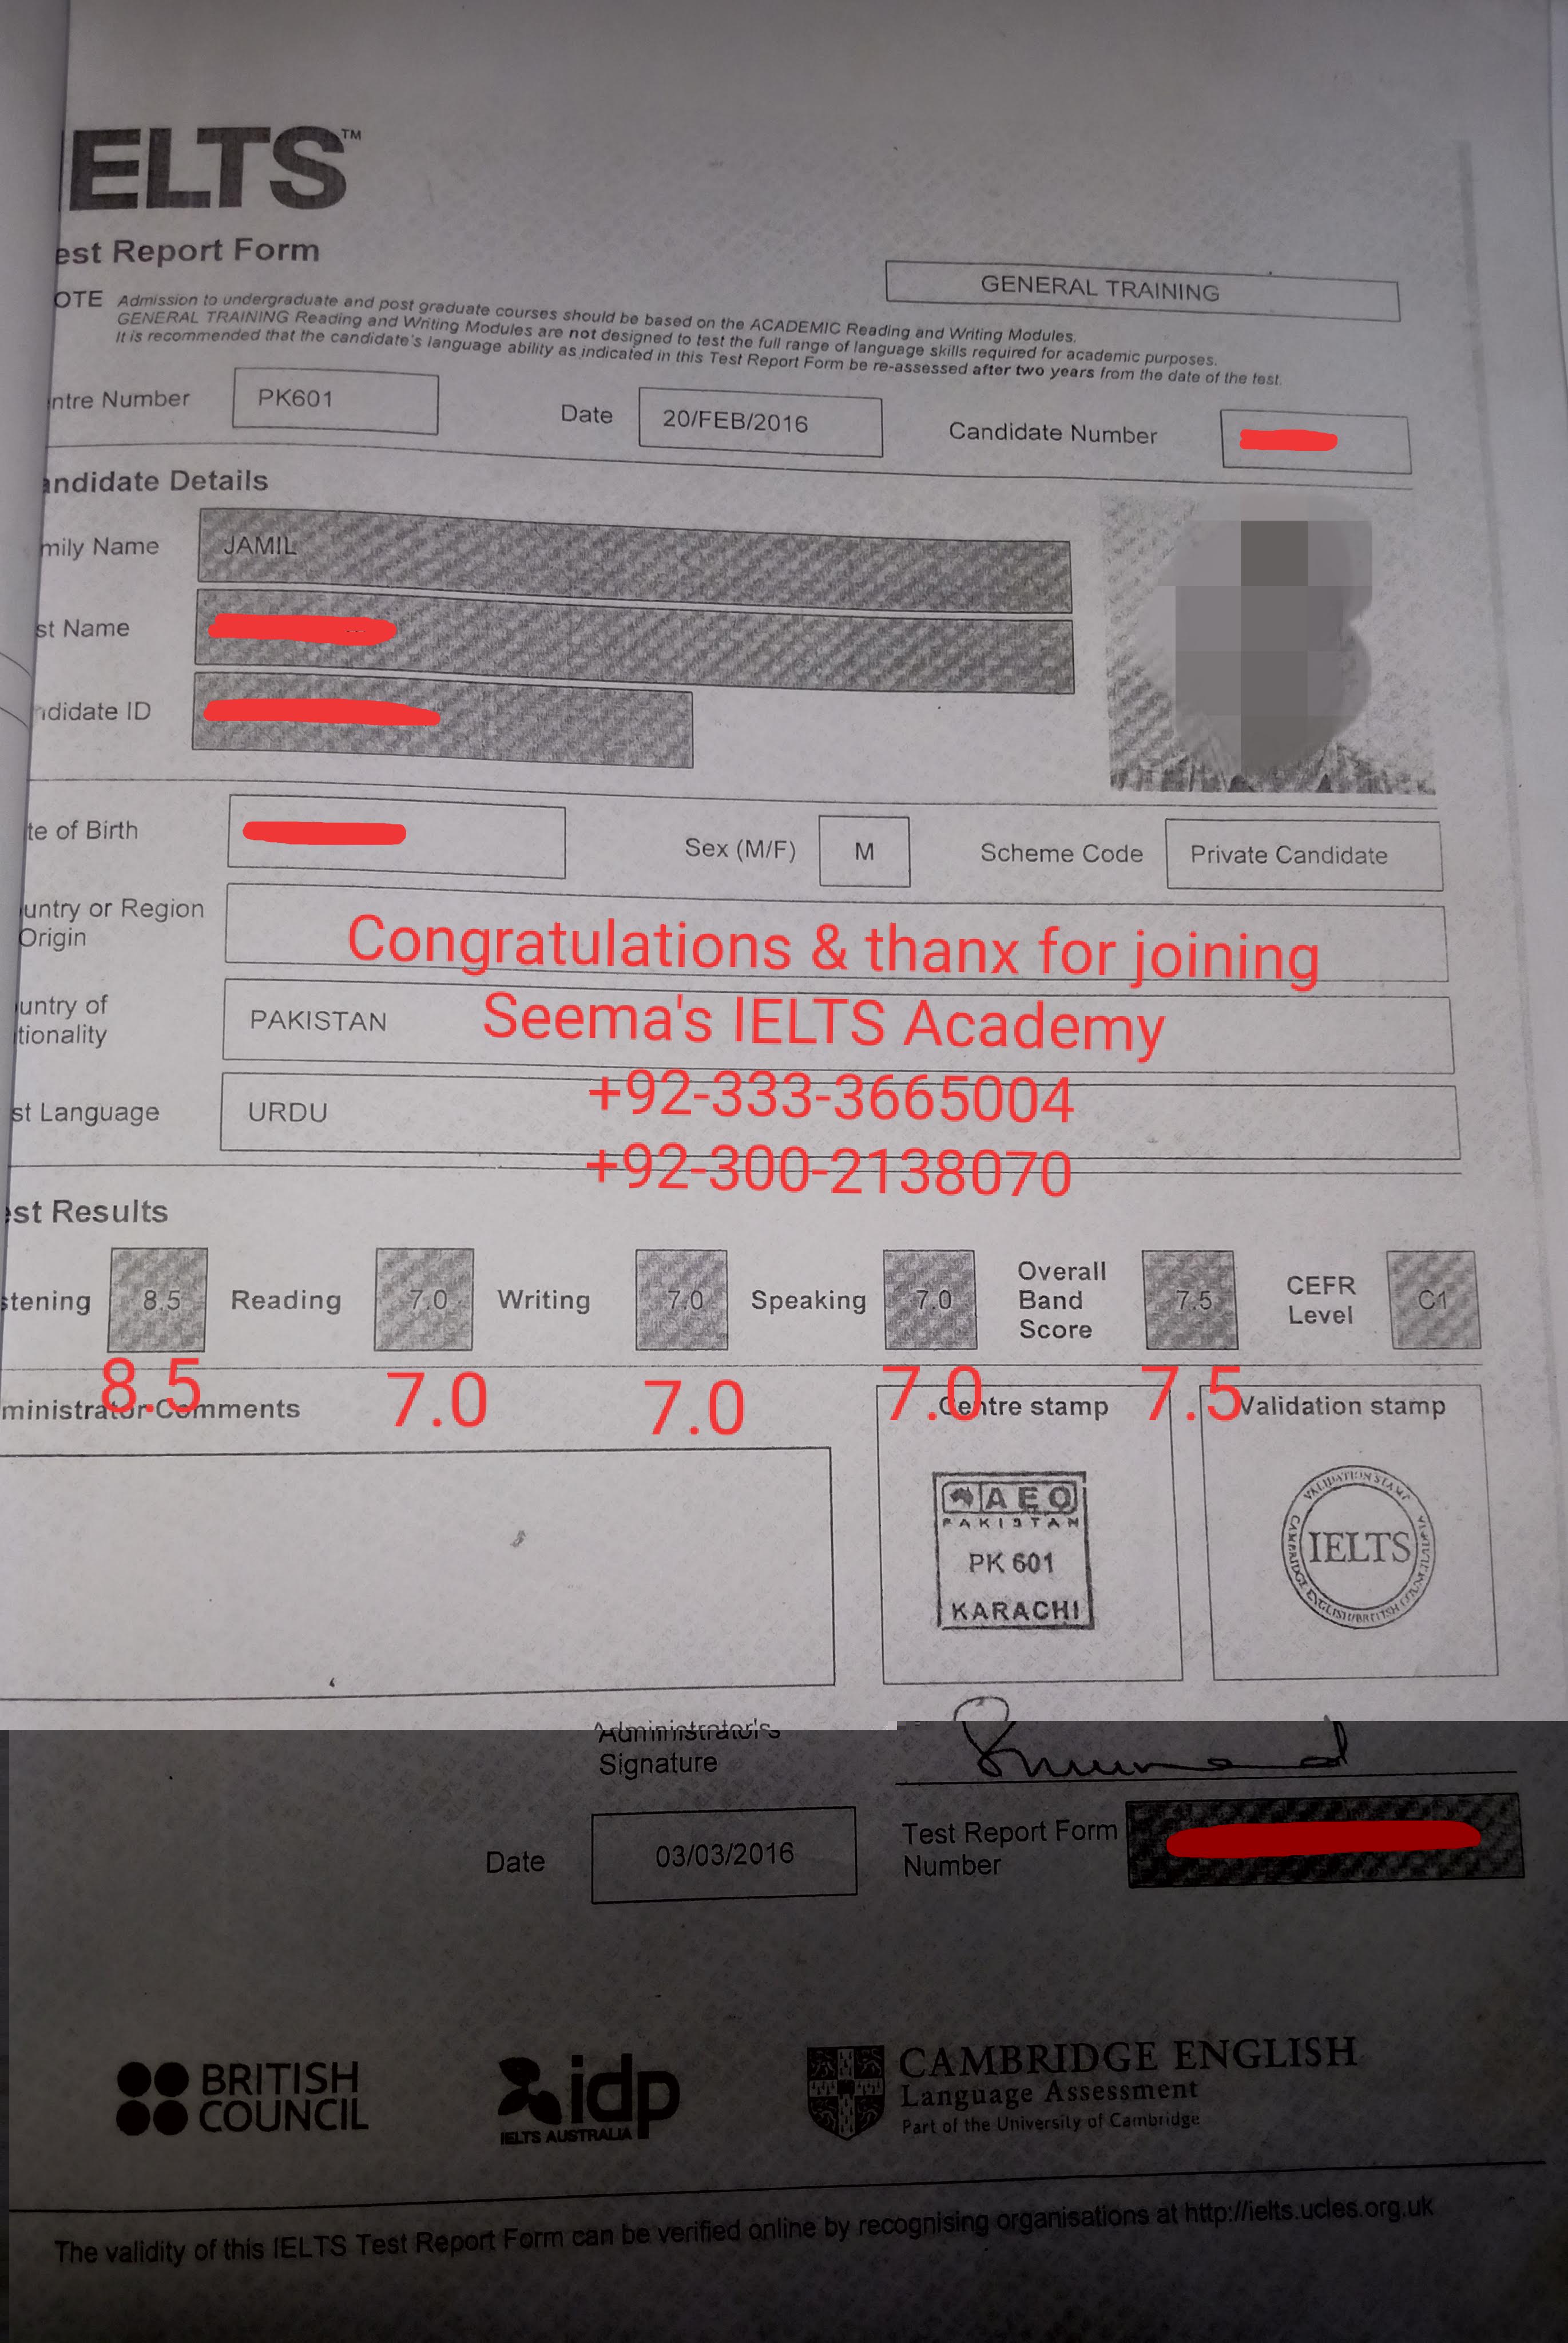 IELTS™
est Report Form
GENERAL TRAINING
OTE Admission to undergraduate and post graduate courses should be based on the ACADEMIC Reading and Writing Modules.
GENERAL TRAINING Reading and Writing Modules are not designed to test the full range of language skills required for academic purposes.
It is recommended that the candidate's language ability as indicated in this Test Report Form be re-assessed after two years from the date of the test.
ntre Number PK601 Date 20/FEB/2016 Candidate Number
andidate Details
mily Name JAMIL
st Name
ndidate ID
te of Birth Sex (M/F) M Scheme Code Private Candidate
untry or Region
Origin
Congratulations & thanx for joining
untry of
tionality
PAKISTAN
Seema's IELTS Academy
+92-333-3665004
st Language URDU
+92-300-2138070
est Results
stening 8.5 Reading 7.0 Writing 7.0 Speaking 7.0 Overall Band Score 7.5 CEFR Level C1
8.5 7.0 7.0 7.0 7.5
ministrator Comments Centre stamp Validation stamp
AEO
PAKISTAN
PK 601
KARACHI
VALIDATION STAMP
IELTS
Administrator's
Signature
Date 03/03/2016 Test Report Form
Number
BRITISH
COUNCIL
idp
IELTS AUSTRALIA
CAMBRIDGE ENGLISH
Language Assessment
Part of the University of Cambridge
The validity of this IELTS Test Report Form can be verified online by recognising organisations at http://ielts.ucles.org.uk